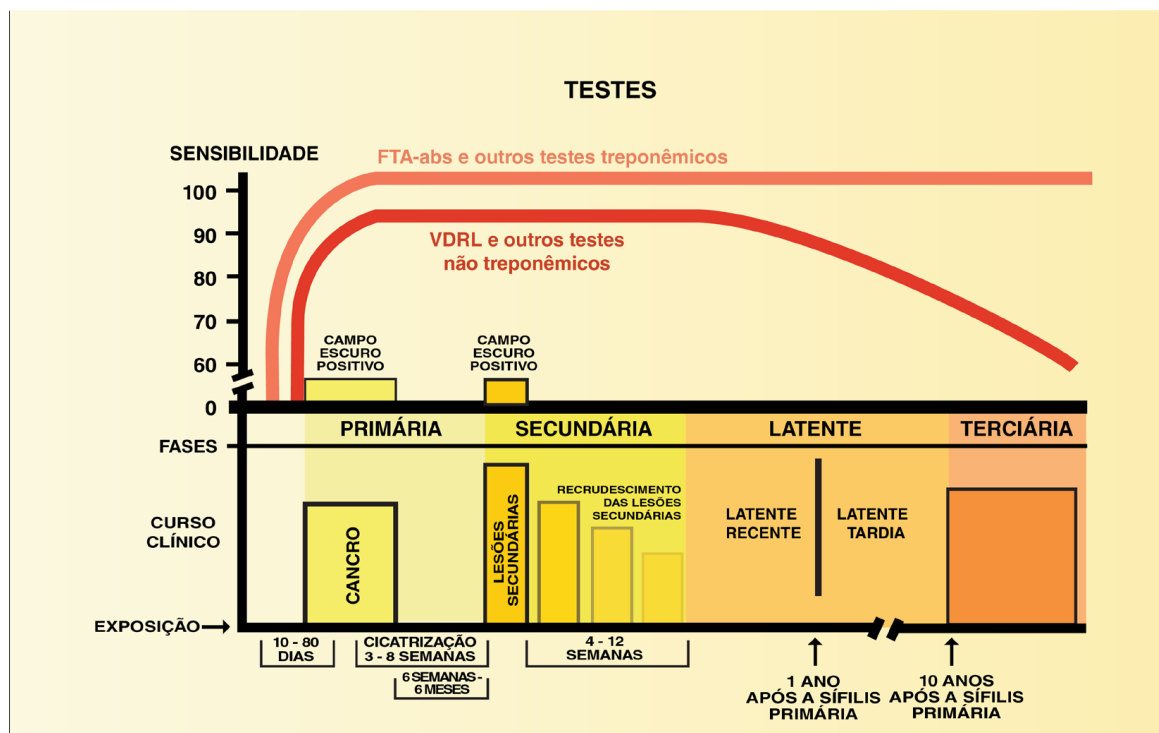 TESTES
SENSIBILIDADE
FTA-abs e outros testes treponêmicos
100
90
80
70
60
0
VDRL e outros testes
não treponêmicos
CAMPO
ESCURO
POSITIVO
CAMPO
ESCURO
POSITIVO
FASES
PRIMÁRIA
SECUNDÁRIA
LATENTE
TERCIÁRIA
CURSO
CLÍNICO
CANCRO
LESÕES
SECUNDÁRIAS
RECRUDESCIMENTO
DAS LESÕES
SECUNDÁRIAS
LATENTE
RECENTE
LATENTE
TARDIA
EXPOSIÇÃO
10 - 80
DIAS
CICATRIZAÇÃO
3 - 8 SEMANAS
6 SEMANAS -
6 MESES
4 - 12
SEMANAS
1 ANO
APÓS A SÍFILIS
PRIMÁRIA
10 ANOS
APÓS A SÍFILIS
PRIMÁRIA